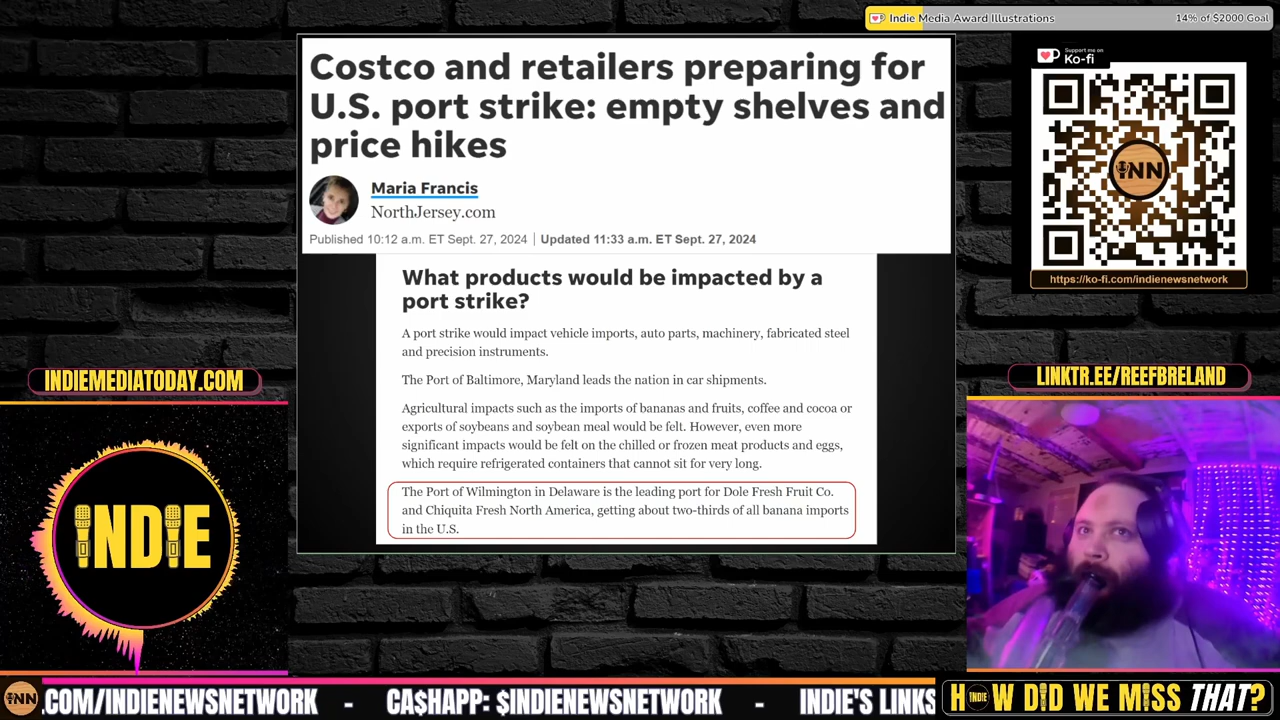 Indie Media Award Illustrations
14% of $2000 Goal
Costco and retailers preparing for
U.S. port strike: empty shelves and
price hikes
Maria Francis
NorthJersey.com
Published 10:12 a.m. ET Sept. 27, 2024 | Updated 11:33 a.m. ET Sept. 27, 2024
What products would be impacted by a
port strike?
A port strike would impact vehicle imports, auto parts, machinery, fabricated steel
and precision instruments.
The Port of Baltimore, Maryland leads the nation in car shipments.
Agricultural impacts such as the imports of bananas and fruits, coffee and cocoa or
exports of soybeans and soybean meal would be felt. However, even more
significant impacts would be felt on the chilled or frozen meat products and eggs,
which require refrigerated containers that cannot sit for very long.
The Port of Wilmington in Delaware is the leading port for Dole Fresh Fruit Co.
and Chiquita Fresh North America, getting about two-thirds of all banana imports
in the U.S.
Support me on
Ko-fi
INN
https://ko-fi.com/indienewsnetwork
INDIEMEDIATODAY.COM
LINKTR.EE/REEFBRELAND
INDIE
INN
.COM/INDIENEWSNETWORK - CA$HAPP: $INDIENEWSNETWORK - INDIE'S LINKS
HOW DID WE MISS THAT?